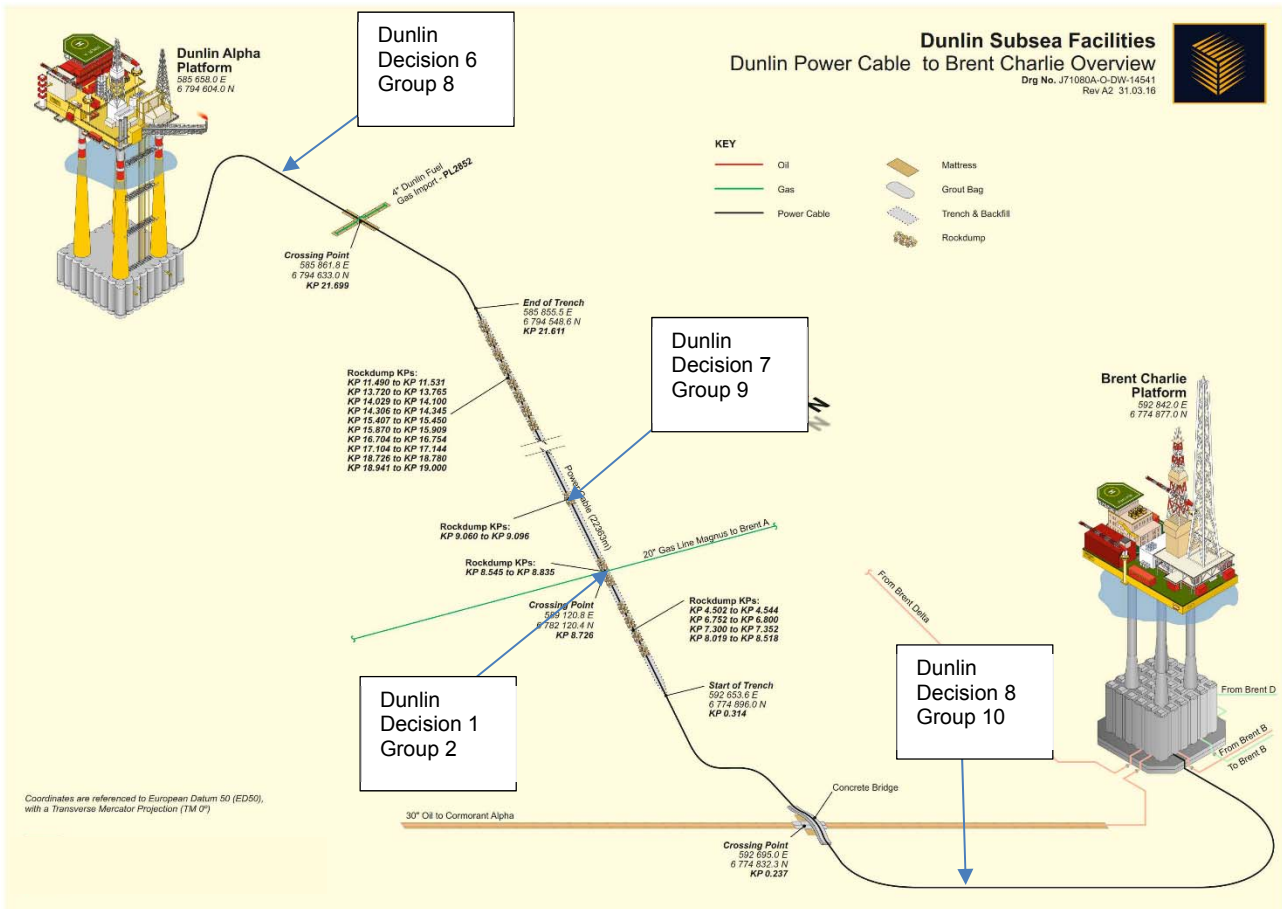 Dunlin Subsea Facilities
Dunlin Power Cable to Brent Charlie Overview
Drg No. J71080A-O-DW-14541
Rev A2 31.03.16
Dunlin Alpha
Platform
585 658.0 E
6 794 604.0 N
Dunlin
Decision 6
Group 8
KEY
Oil
Gas
Power Cable
Mattress
Grout Bag
Trench & Backfill
Rockdump
4" Dunlin Fuel
Gas Import - PL2852
Crossing Point
585 861.8 E
6 794 633.0 N
KP 21.699
End of Trench
585 855.5 E
6 794 548.6 N
KP 21.611
Dunlin
Decision 7
Group 9
N
Rockdump KPs:
KP 11.490 to KP 11.531
KP 13.720 to KP 13.765
KP 14.029 to KP 14.100
KP 14.306 to KP 14.345
KP 15.407 to KP 15.450
KP 15.870 to KP 15.909
KP 16.704 to KP 16.754
KP 17.104 to KP 17.144
KP 18.726 to KP 18.780
KP 18.941 to KP 19.000
Brent Charlie
Platform
592 842.0 E
6 774 877.0 N
Power Cable (22363m)
Rockdump KPs:
KP 9.060 to KP 9.096
20" Gas Line Magnus to Brent A
Rockdump KPs:
KP 8.545 to KP 8.835
Crossing Point
589 120.8 E
6 782 120.4 N
KP 8.726
Rockdump KPs:
KP 4.502 to KP 4.544
KP 6.752 to KP 6.800
KP 7.300 to KP 7.352
KP 8.019 to KP 8.518
From Brent Delta
Dunlin
Decision 1
Group 2
Start of Trench
592 653.6 E
6 774 896.0 N
KP 0.314
Dunlin
Decision 8
Group 10
From Brent D
From Brent B
To Brent B
Concrete Bridge
30" Oil to Cormorant Alpha
Crossing Point
592 695.0 E
6 774 832.3 N
KP 0.237
Coordinates are referenced to European Datum 50 (ED50),
with a Transverse Mercator Projection (TM 0º)